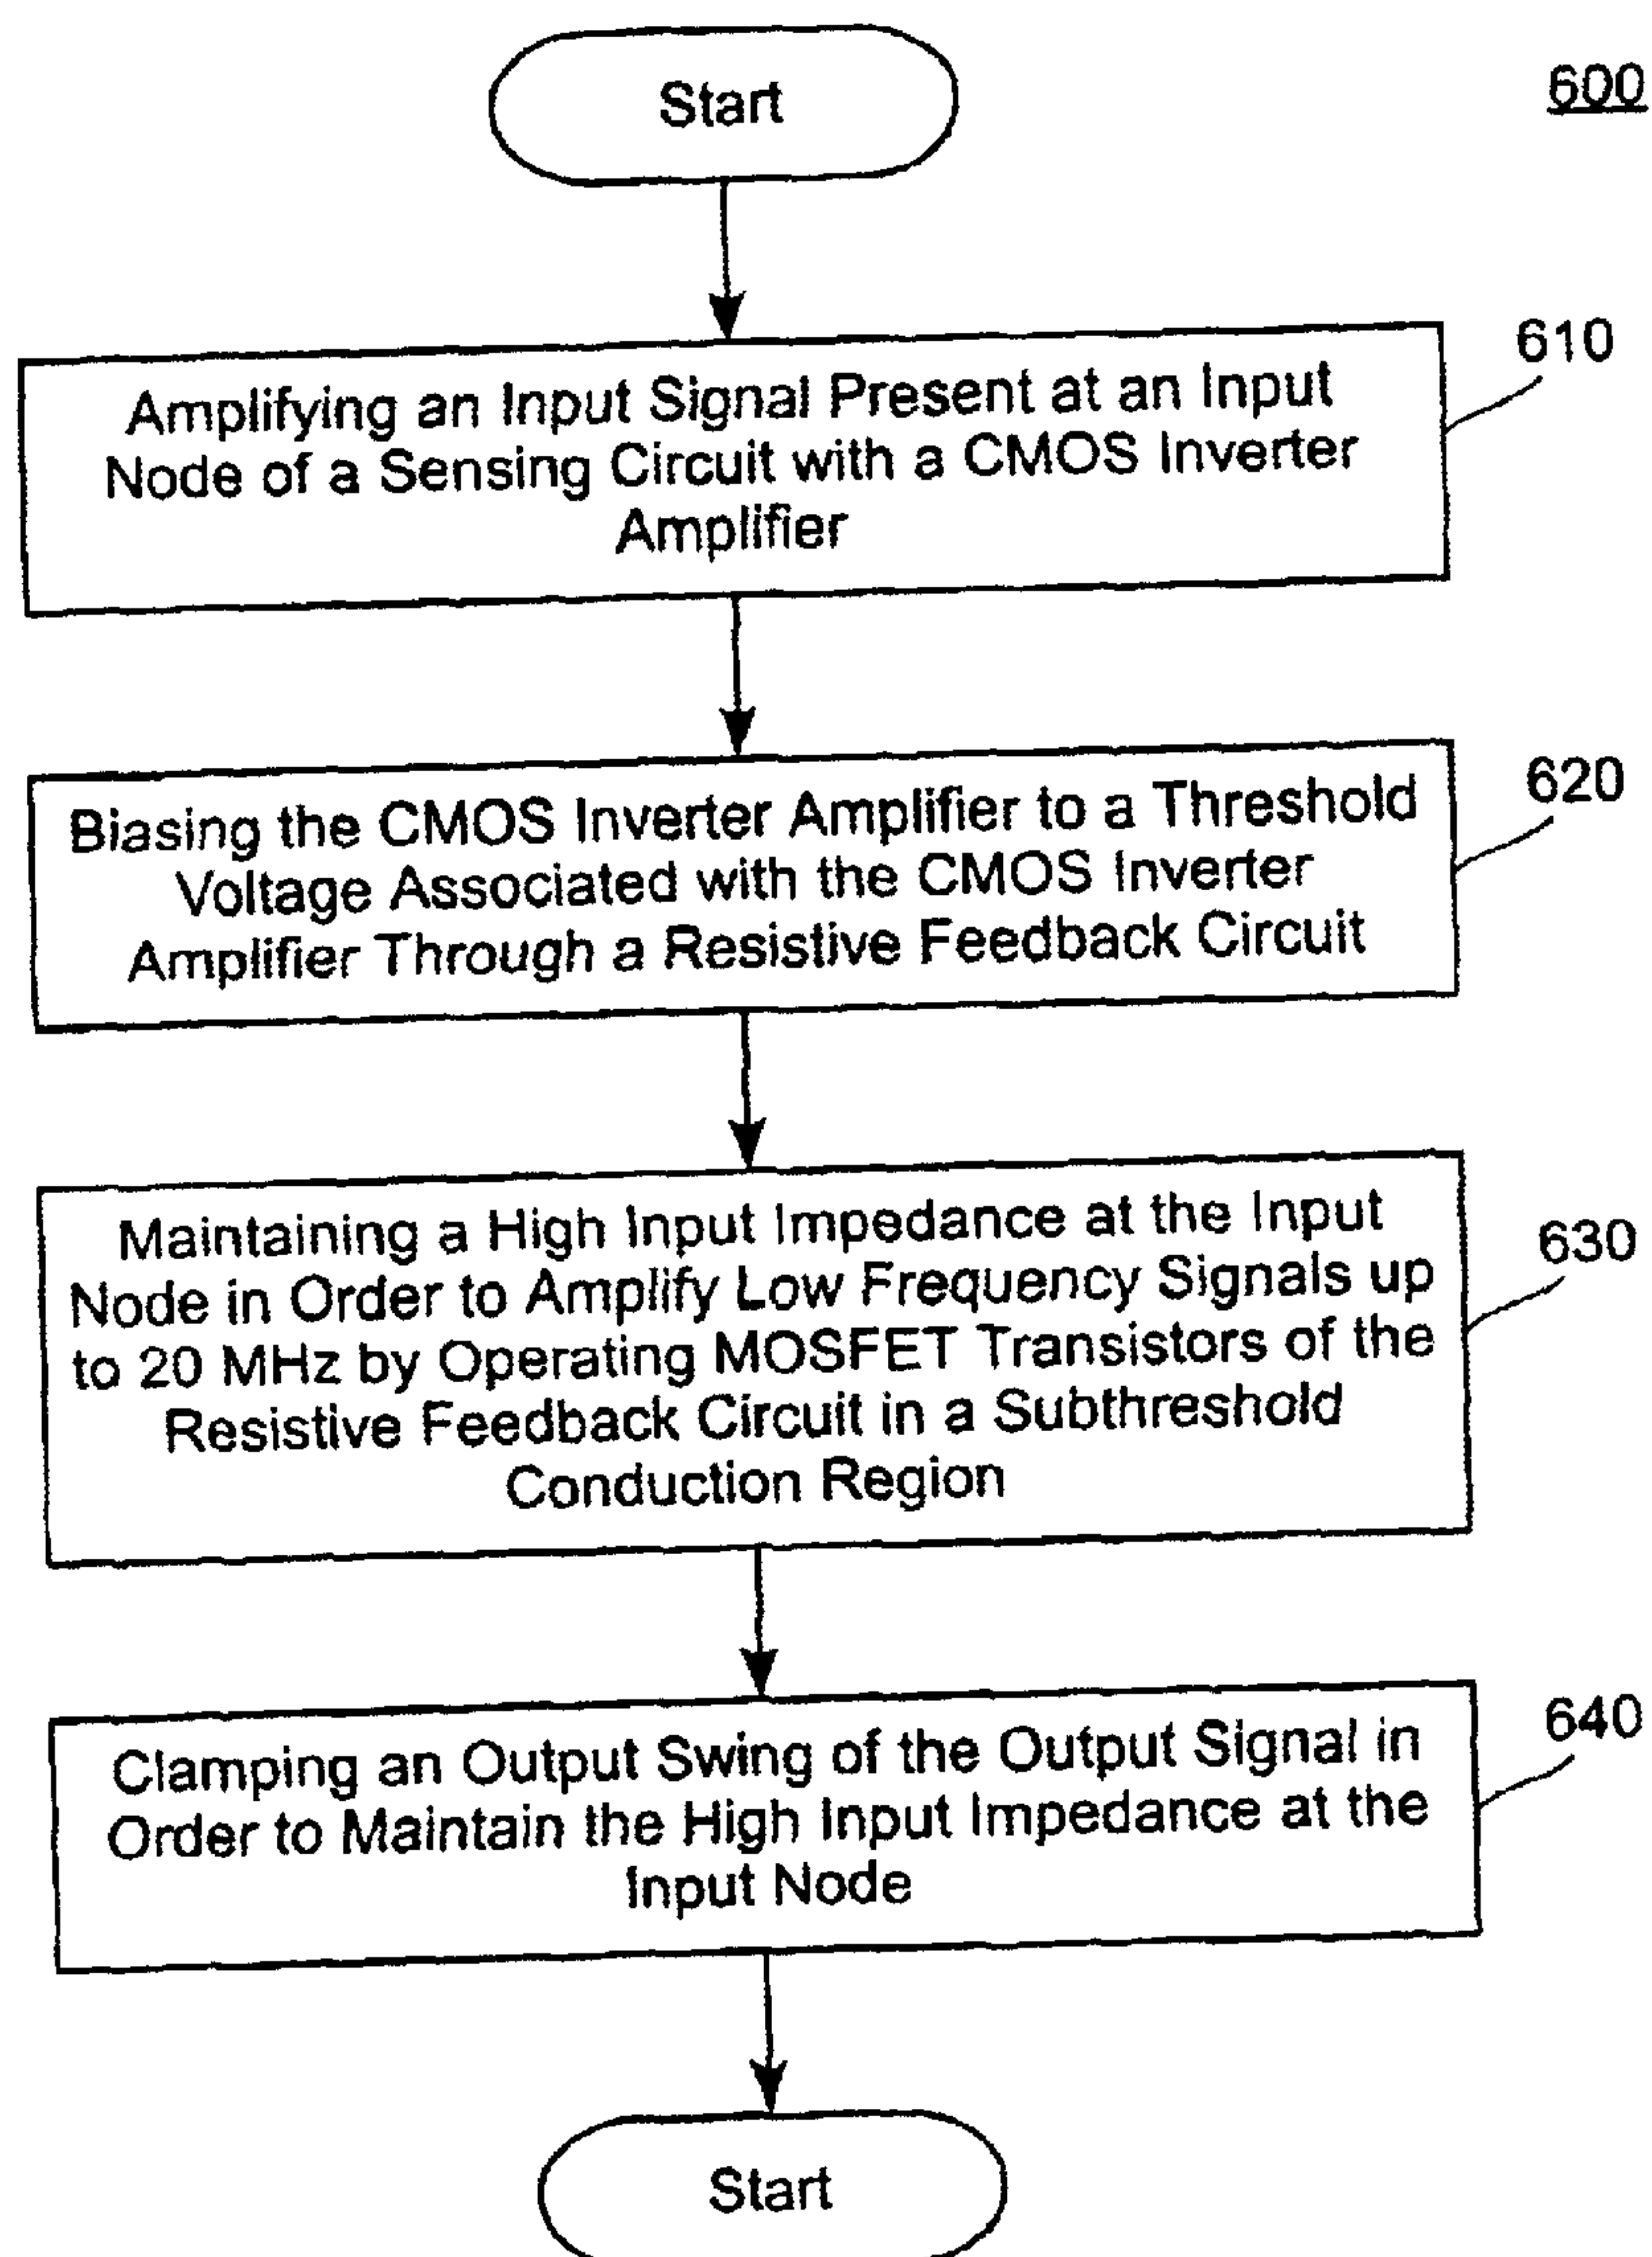 Start
600
610
Amplifying an Input Signal Present at an Input
Node of a Sensing Circuit with a CMOS Inverter
Amplifier
620
Biasing the CMOS Inverter Amplifier to a Threshold
Voltage Associated with the CMOS Inverter
Amplifier Through a Resistive Feedback Circuit
630
Maintaining a High Input Impedance at the Input
Node in Order to Amplify Low Frequency Signals up
to 20 MHz by Operating MOSFET Transistors of the
Resistive Feedback Circuit in a Subthreshold
Conduction Region
640
Clamping an Output Swing of the Output Signal in
Order to Maintain the High Input Impedance at the
Input Node
Start